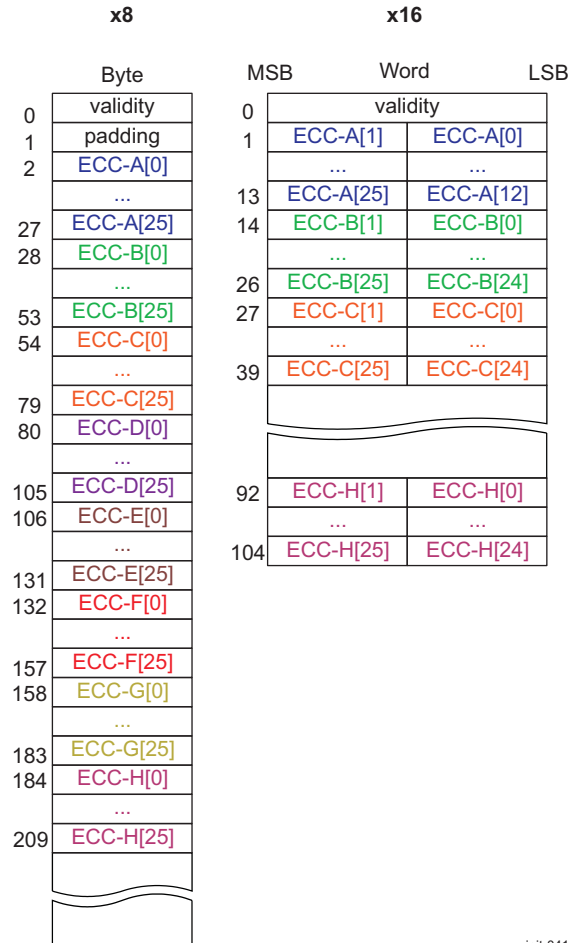 x8
Byte
0 validity
1 padding
2 ECC-A[0]
...
27 ECC-A[25]
28 ECC-B[0]
...
53 ECC-B[25]
54 ECC-C[0]
...
79 ECC-C[25]
80 ECC-D[0]
...
105 ECC-D[25]
106 ECC-E[0]
...
131 ECC-E[25]
132 ECC-F[0]
...
157 ECC-F[25]
158 ECC-G[0]
...
183 ECC-G[25]
184 ECC-H[0]
...
209 ECC-H[25]
x16
MSB Word LSB
0 validity
1 ECC-A[1] ECC-A[0]
... ...
13 ECC-A[25] ECC-A[12]
14 ECC-B[1] ECC-B[0]
... ...
26 ECC-B[25] ECC-B[24]
27 ECC-C[1] ECC-C[0]
... ...
39 ECC-C[25] ECC-C[24]
92 ECC-H[1] ECC-H[0]
... ...
104 ECC-H[25] ECC-H[24]